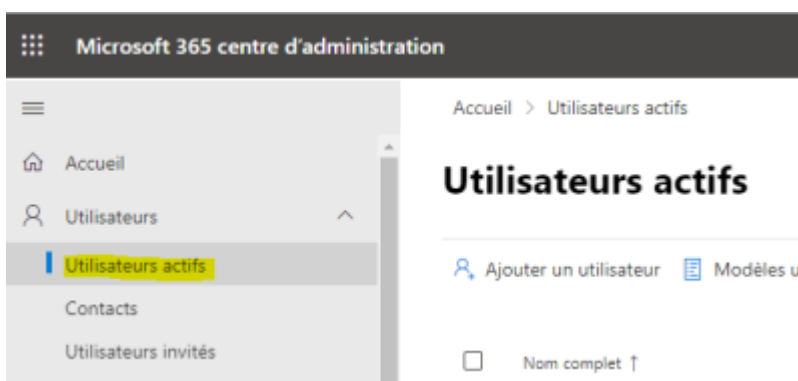 Microsoft 365 centre d'administration
Accueil > Utilisateurs actifs
Accueil
Utilisateurs actifs
Utilisateurs
Utilisateurs actifs
Ajouter un utilisateur Modèles
Contacts
Utilisateurs invités
Nom complet ↑